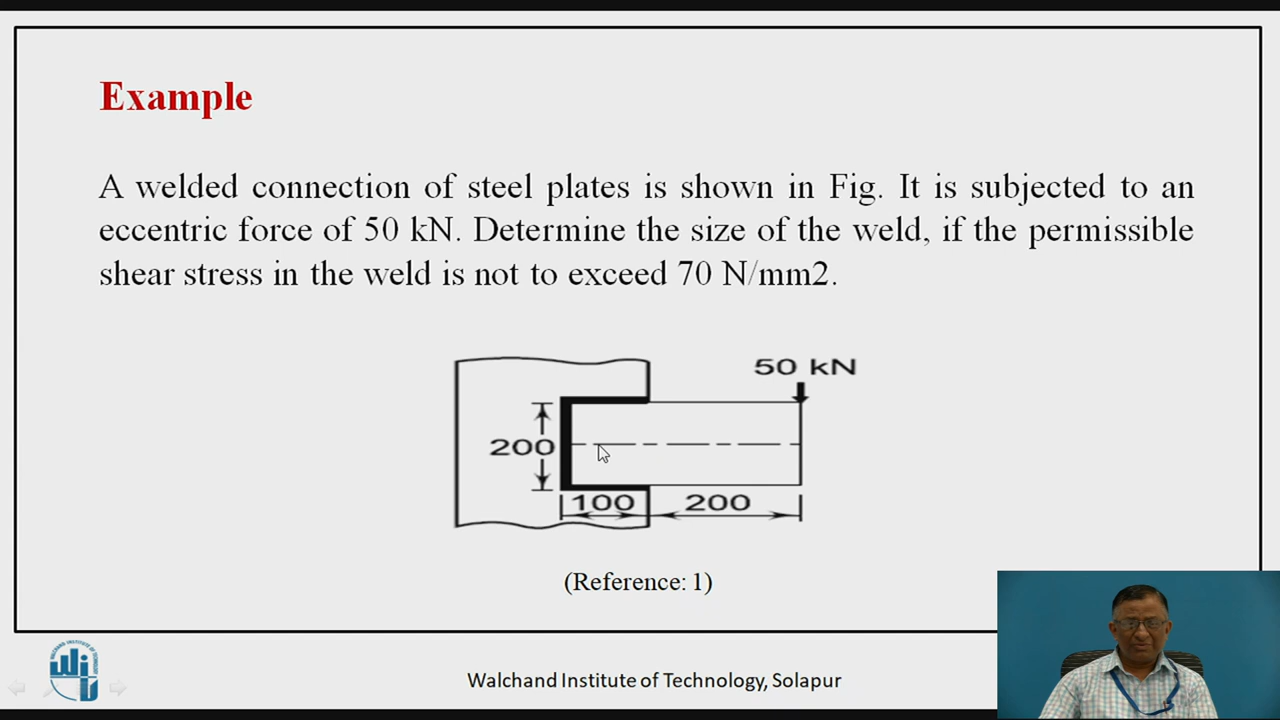 Example
A welded connection of steel plates is shown in Fig. It is subjected to an
eccentric force of 50 kN. Determine the size of the weld, if the permissible
shear stress in the weld is not to exceed 70 N/mm2.
50 kN
200
100
200
(Reference: 1)
Walchand Institute of Technology, Solapur